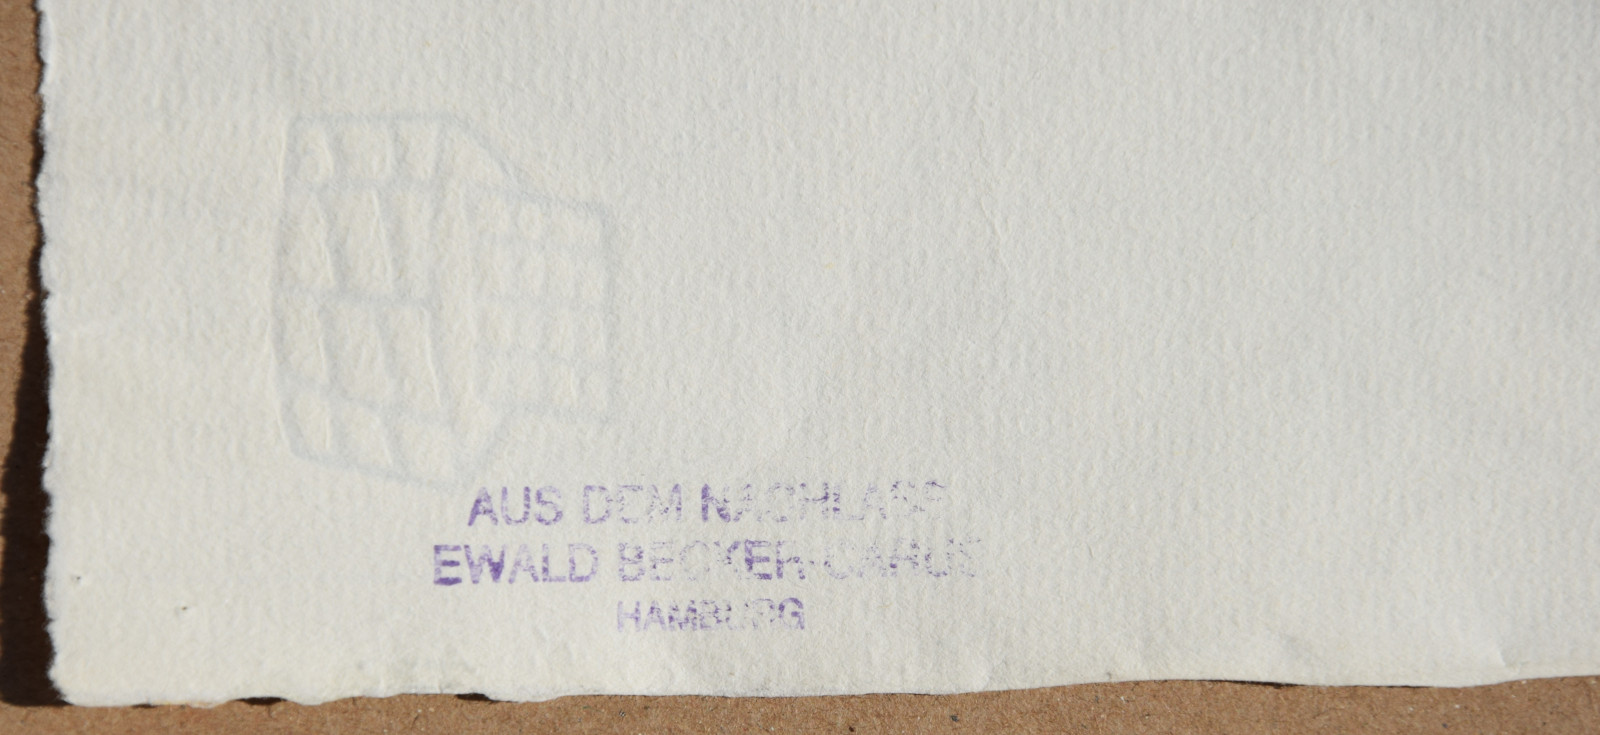 AUS DEM NACHLASS
EWALD BECKER-CARUS
HAMBURG